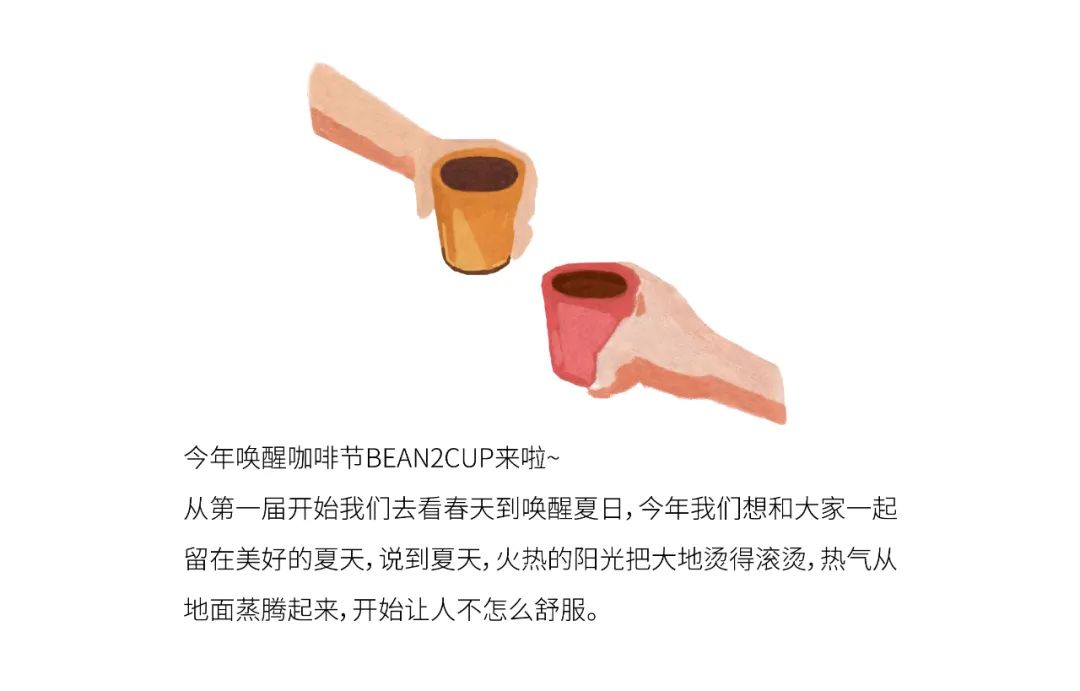 今年唤醒咖啡节BEAN2CUP来啦~
从第一届开始我们去看春天到唤醒夏日，今年我们想和大家一起
留在美好的夏天，说到夏天，火热的阳光把大地烫得滚烫，热气从
地面蒸腾起来，开始让人不怎么舒服。